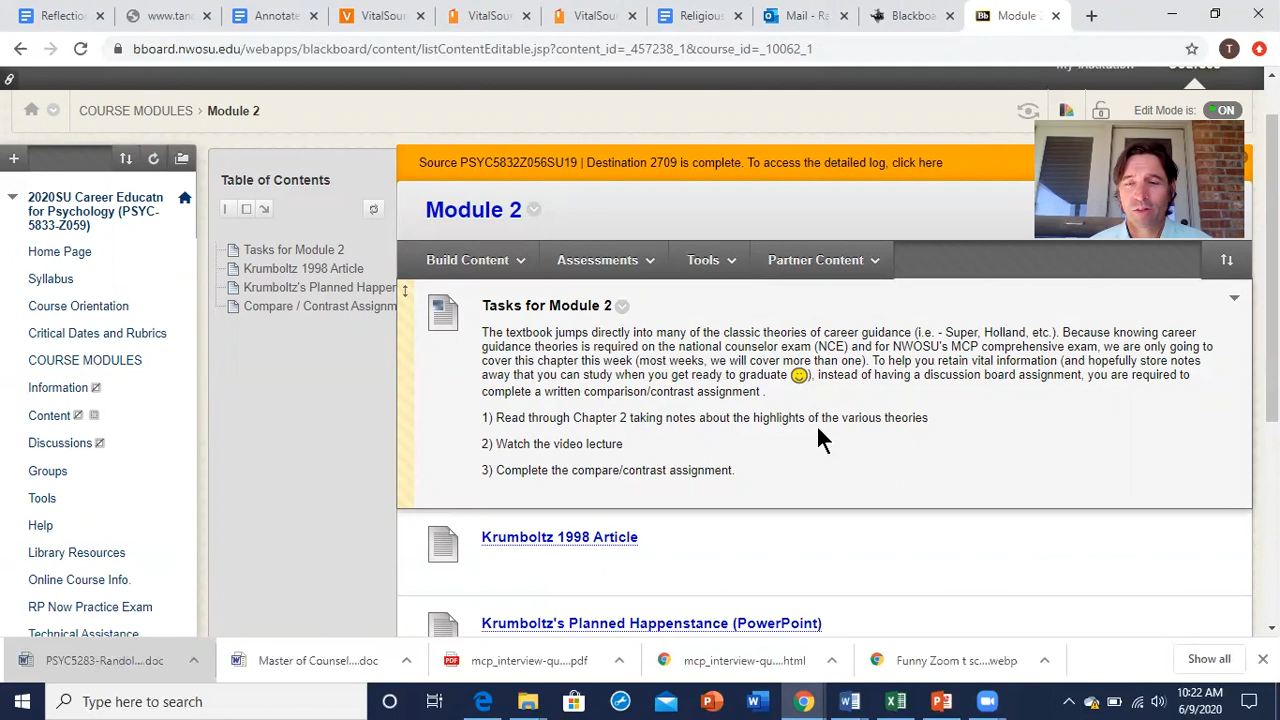 Reflection
www.tan
Annotate
VitalSoan
VitalSour
VitalSour
Religious
Mail - Ra
Blackboa
Module 2
bboard.nwosu.edu/webapps/blackboard/content/listContentEditable.jsp?content_id=_457238_1&course_id=_10062_1
T
My Institution
Courses
COURSE MODULES > Module 2
Edit Mode is: ON
Source PSYC5832Z056SU19 | Destination 2709 is complete. To access the detailed log, click here
2020SU Career Educatn
for Psychology (PSYC-
5833-Z059)
Home Page
Syllabus
Course Orientation
Critical Dates and Rubrics
COURSE MODULES
Information
Content
Discussions
Groups
Tools
Help
Library Resources
Online Course Info.
RP Now Practice Exam
Technical Assistance
Table of Contents
Tasks for Module 2
Krumboltz 1998 Article
Krumboltz's Planned Happer
Compare / Contrast Assignm
Module 2
Build Content
Assessments
Tools
Partner Content
Tasks for Module 2
The textbook jumps directly into many of the classic theories of career guidance (i.e. - Super, Holland, etc.). Because knowing career
guidance theories is required on the national counselor exam (NCE) and for NWOSU's MCP comprehensive exam, we are only going to
cover this chapter this week (most weeks, we will cover more than one). To help you retain vital information (and hopefully store notes
away that you can study when you get ready to graduate ), instead of having a discussion board assignment, you are required to
complete a written comparison/contrast assignment .
1) Read through Chapter 2 taking notes about the highlights of the various theories
2) Watch the video lecture
3) Complete the compare/contrast assignment.
Krumboltz 1998 Article
Krumboltz's Planned Happenstance (PowerPoint)
PSYC5283-Randol....doc
Master of Counsel....doc
mcp_interview-qu....pdf
mcp_interview-qu....html
Funny Zoom t sc....webp
Show all
Type here to search
10:22 AM
6/9/2020